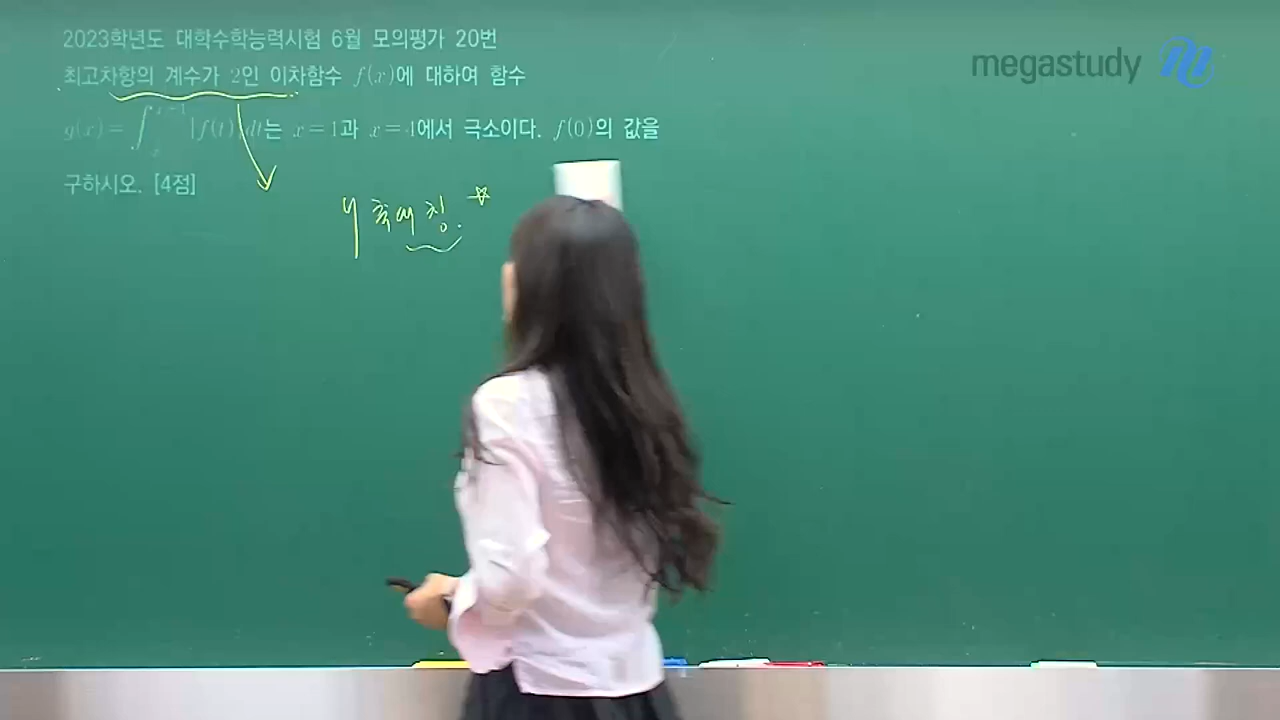 2023학년도 대학수학능력시험 6월 모의평가 20번
megastudy
최고차항의 계수가 2인 이차함수 f(x)에 대하여 함수
g(x)=∫ |f(t)|dt는 x=1과 x=4에서 극소이다. f(0)의 값을
구하시오. [4점]
축대칭.